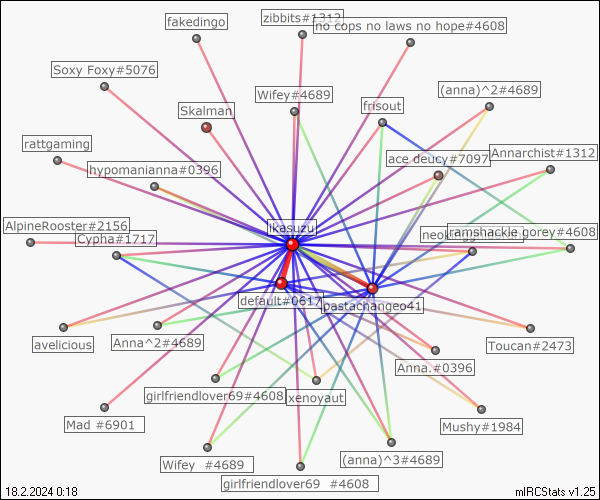 fakedingo
zibbits#1312
no cops no laws no hope#4608
Soxy Foxy#5076
Wifey#4689
(anna)^2#4689
Skalman
frisout
rattgaming
hypomanianna#0396
ace deucy#7097
Annarchist#1312
AlpineRooster#2156
ikasuzu
ramshackle gorey#4608
Cypha#1717
default#0617
pastachangeo41
avelicious
Anna^2#4689
Anna.#0396
Toucan#2473
girlfriendlover69#4608
xenoyaut
Mad #6901
Mushy#1984
Wifey  #4689
(anna)^3#4689
girlfriendlover69  #4608
18.2.2024 0:18
mIRCStats v1.25